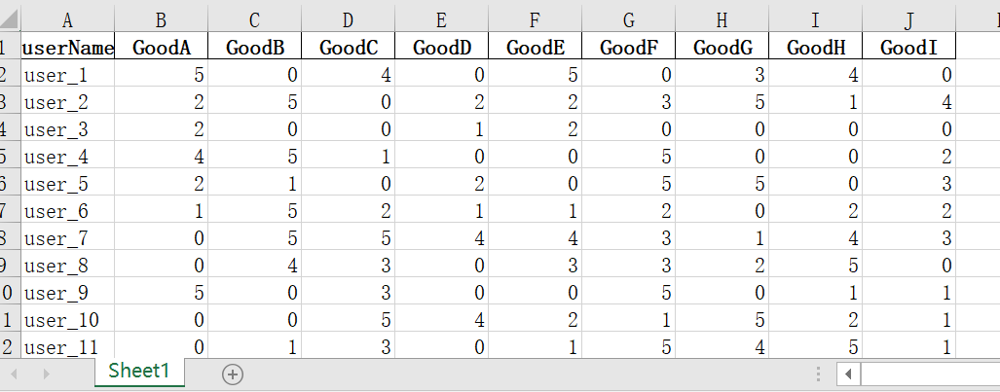 A B C D E F G H I J
1 userName GoodA GoodB GoodC GoodD GoodE GoodF GoodG GoodH GoodI
2 user_1 5 0 4 0 5 0 3 4 0
3 user_2 2 5 0 2 2 3 5 1 4
4 user_3 2 0 0 1 2 0 0 0 0
5 user_4 4 5 1 0 0 5 0 0 2
6 user_5 2 1 0 2 0 5 5 0 3
7 user_6 1 5 2 1 1 2 0 2 2
8 user_7 0 5 5 4 4 3 1 4 3
9 user_8 0 4 3 0 3 3 2 5 0
0 user_9 5 0 3 0 0 5 0 1 1
1 user_10 0 0 5 4 2 1 5 2 1
2 user_11 0 1 3 0 1 5 4 5 1
Sheet1